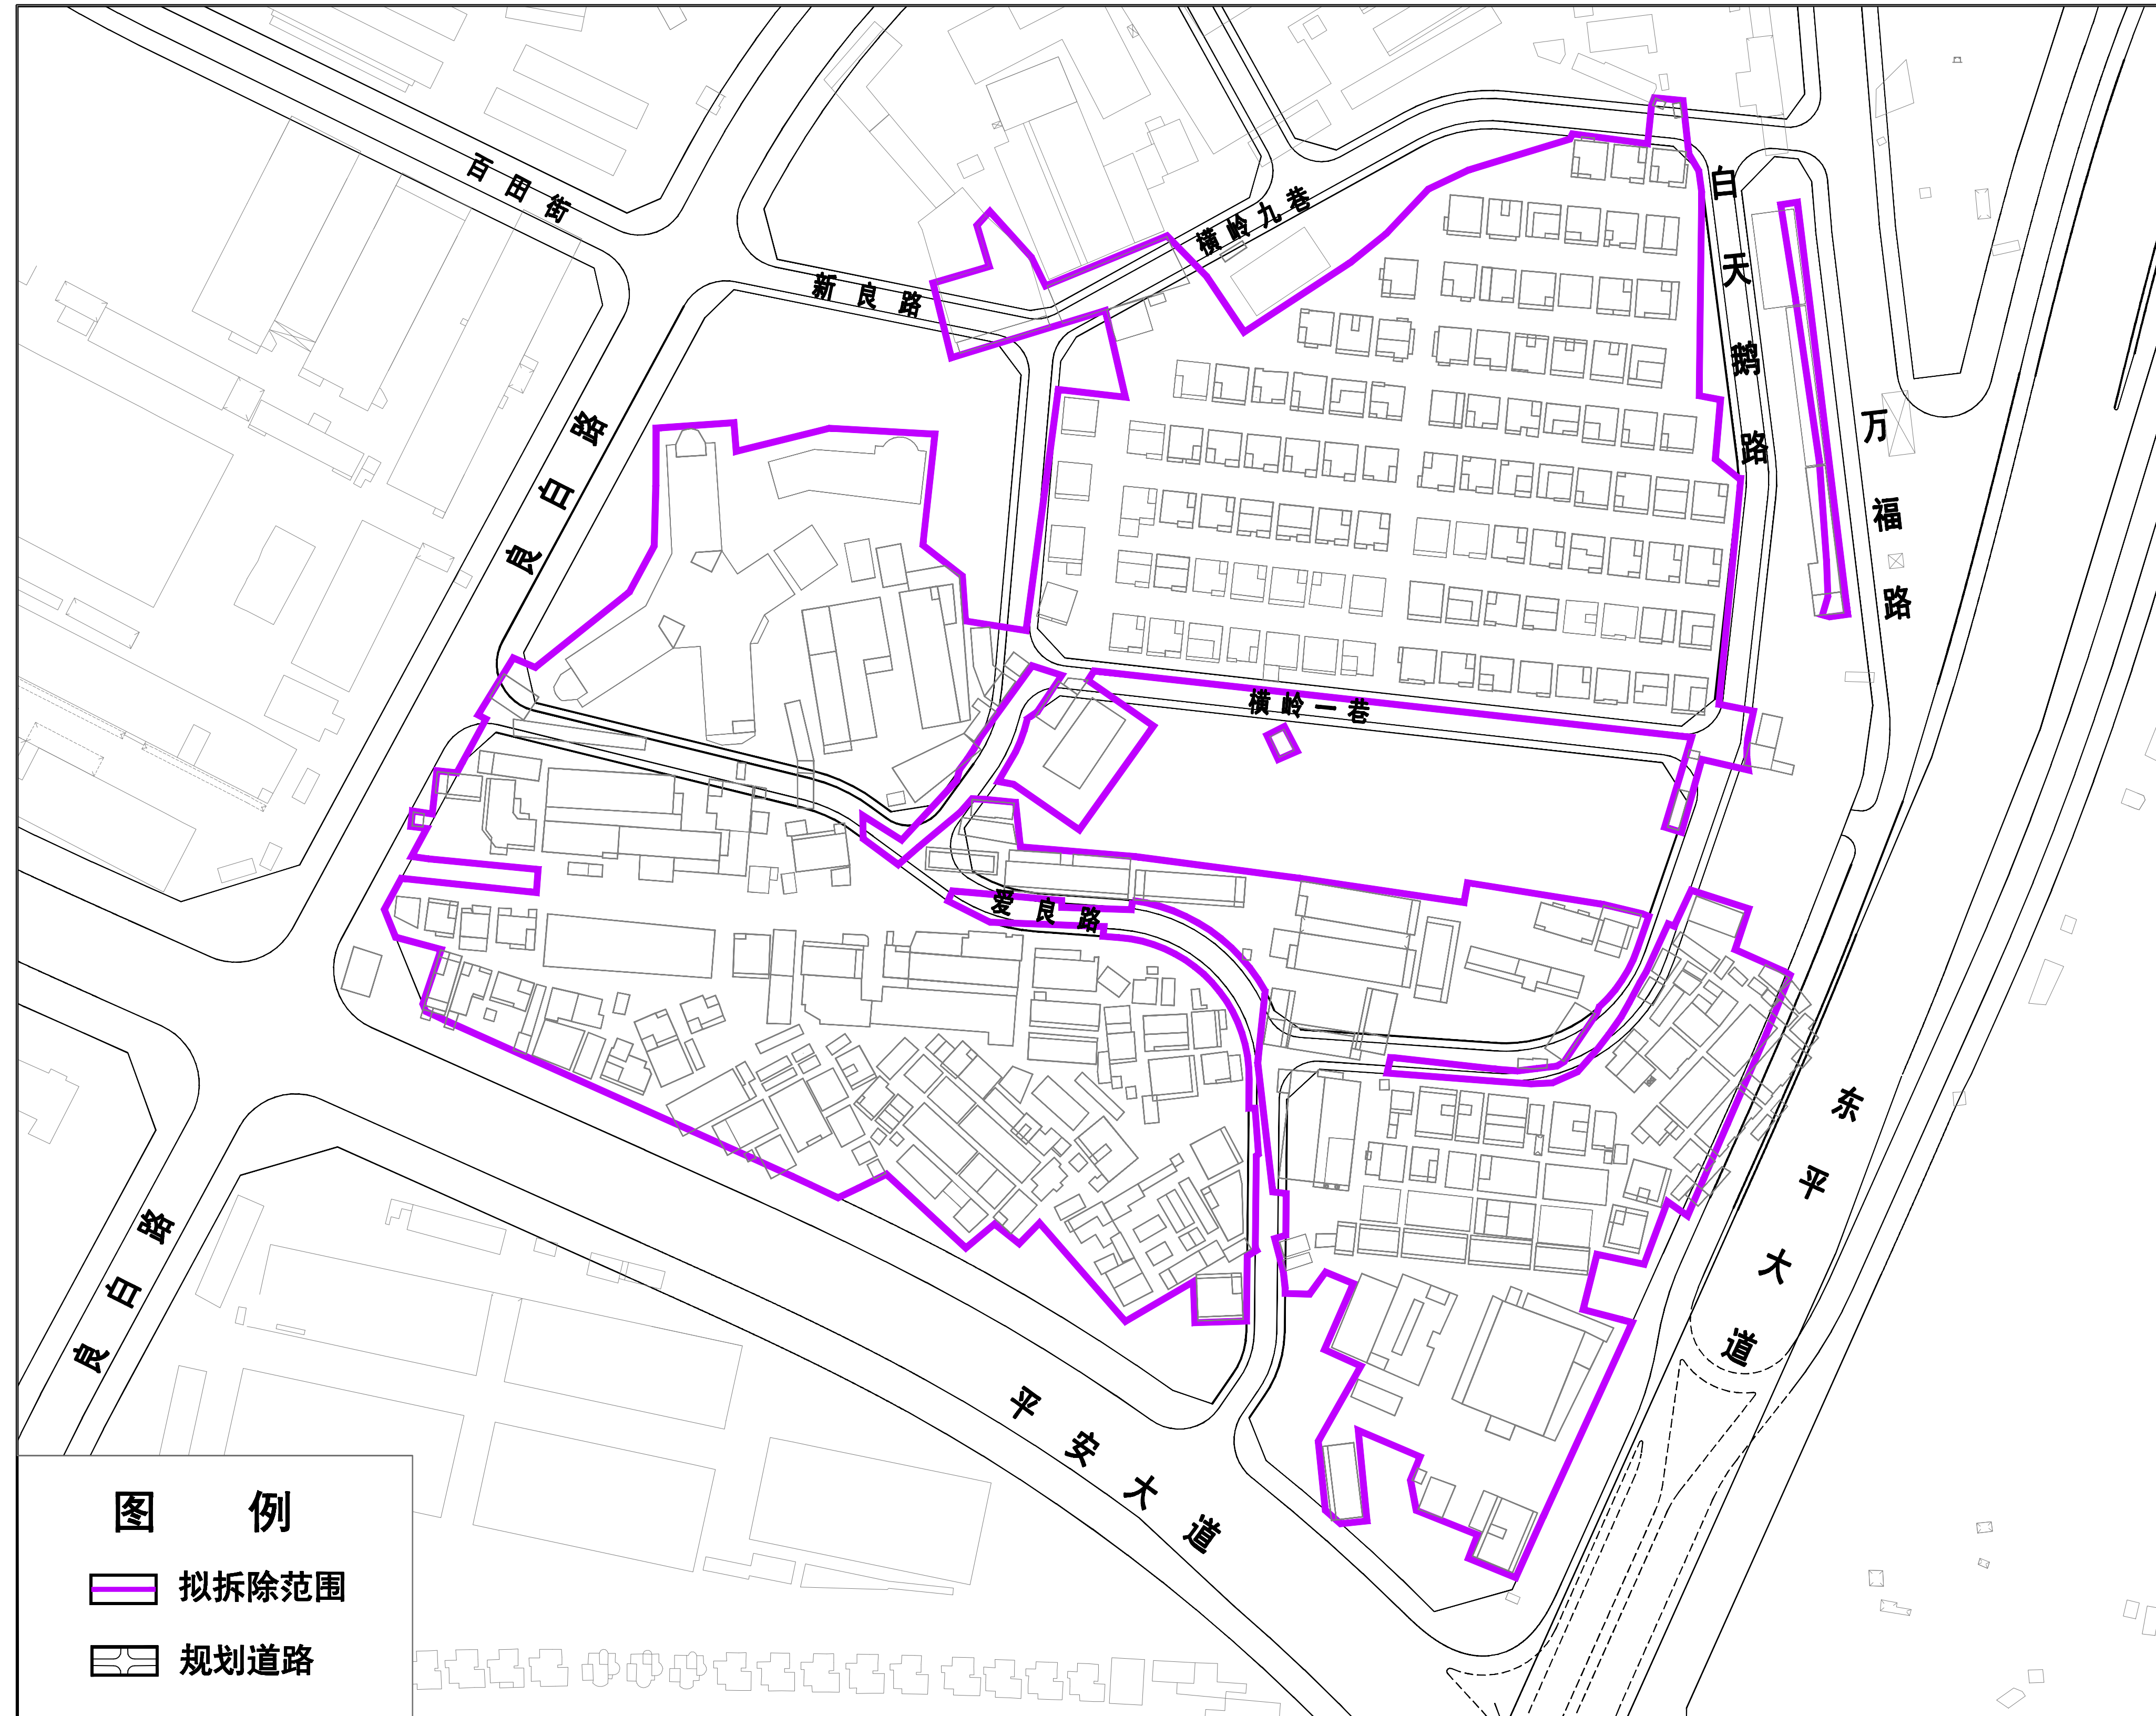 百田街
横岭九巷
白天鹅路
新良路
良白路
万福路
横岭一巷
爱良路
东平大道
良白路
平安大道
图 例
拟拆除范围
规划道路